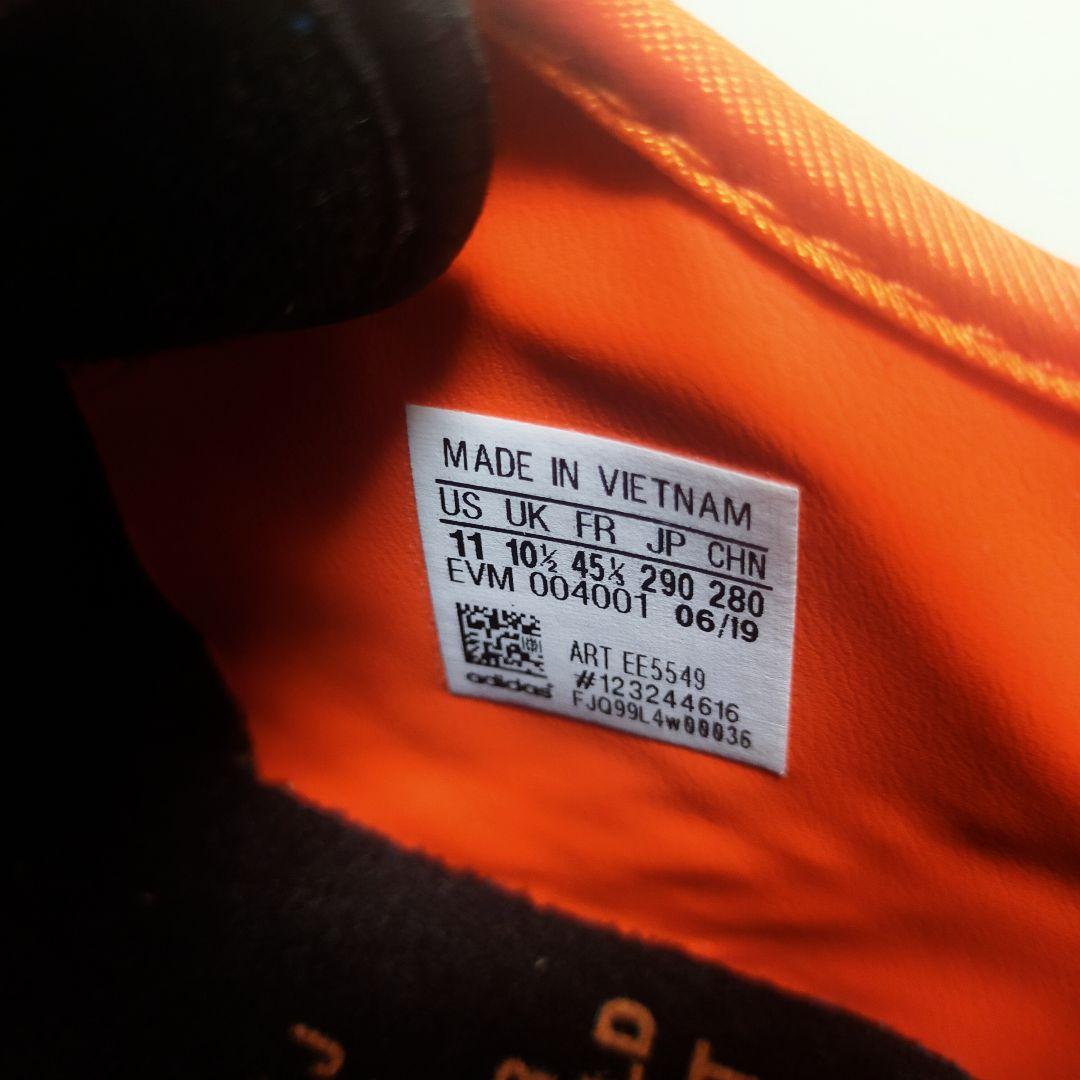 MADE IN VIETNAM
US UK FR JP CHN
11 10½ 45⅓ 290 280
EVM 004001 06/19
ART EE5549
#123244616
adidas
FJQ99L4w00036